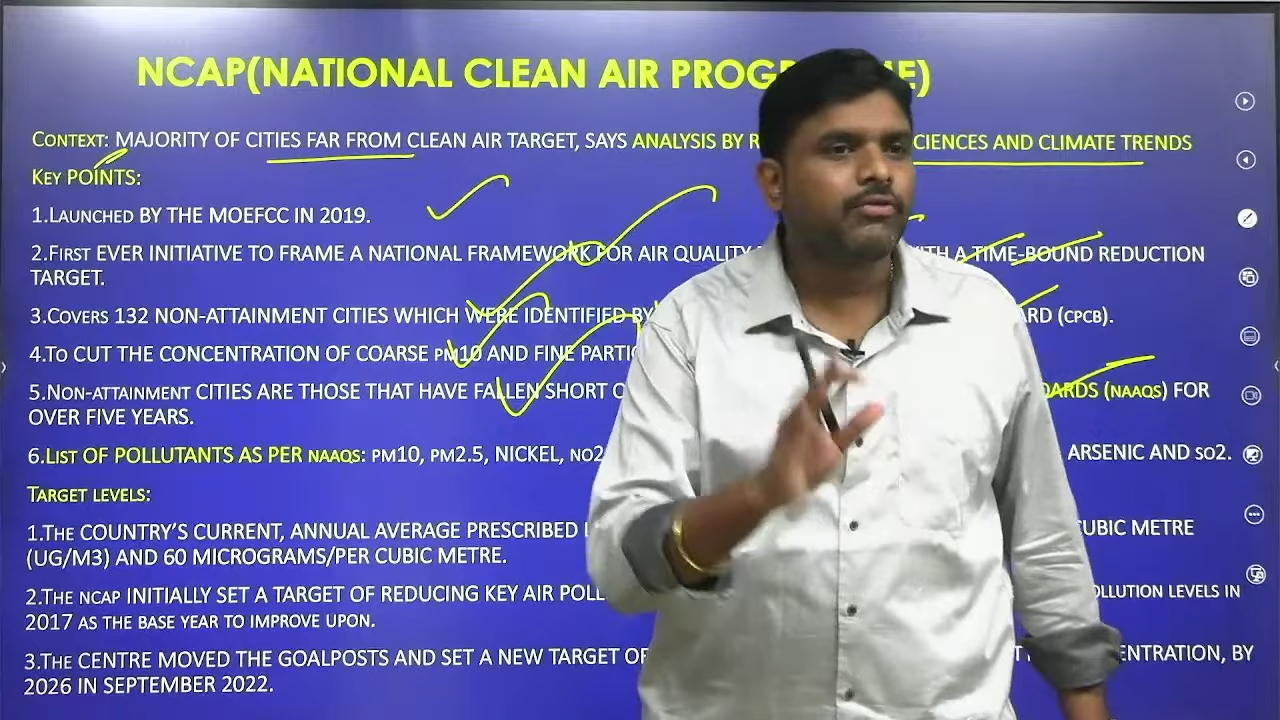 NCAP(NATIONAL CLEAN AIR PROG E)
CONTEXT: MAJORITY OF CITIES FAR FROM CLEAN AIR TARGET, SAYS ANALYSIS BY CIENCES AND CLIMATE TRENDS
KEY POINTS:
1.LAUNCHED BY THE MOEFCC IN 2019.
2.FIRST EVER INITIATIVE TO FRAME A NATIONAL FRAMEWORK FOR AIR QUALITY A TIME-BOUND REDUCTION
TARGET.
3.COVERS 132 NON-ATTAINMENT CITIES WHICH WERE IDENTIFIED BY ARD (CPCB).
4.TO CUT THE CONCENTRATION OF COARSE PM10 AND FINE
5.NON-ATTAINMENT CITIES ARE THOSE THAT HAVE FALLEN SHORT (NAAQS) FOR
OVER FIVE YEARS.
6.LIST OF POLLUTANTS AS PER NAAQS: PM10, PM2.5, NICKEL, NO2 ARSENIC AND SO2.
TARGET LEVELS:
1.THE COUNTRY'S CURRENT, ANNUAL AVERAGE PRESCRIBED CUBIC METRE
(UG/M3) AND 60 MICROGRAMS/PER CUBIC METRE.
2.THE NCAP INITIALLY SET A TARGET OF REDUCING KEY AIR POLL OLLUTION LEVELS IN
2017 AS THE BASE YEAR TO IMPROVE UPON.
3.THE CENTRE MOVED THE GOALPOSTS AND SET A NEW TARGET OF ENTRATION, BY
2026 IN SEPTEMBER 2022.